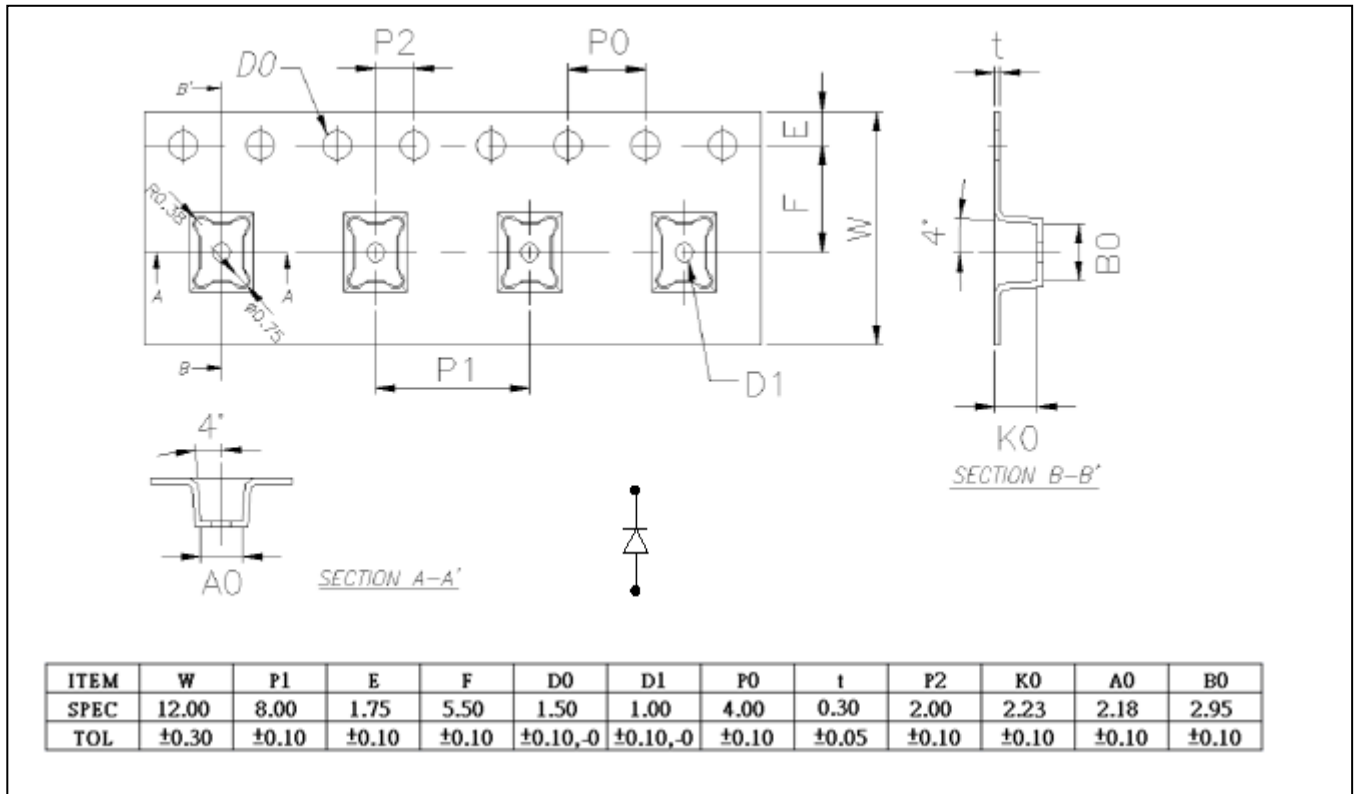 P2
P0
t
D0
B'
E
F
W
R0.38
4°
B0
A
A
ø0.75
B
P1
D1
K0
SECTION B-B'
4°
A0
SECTION A-A'
ITEM W P1 E F D0 D1 P0 t P2 K0 A0 B0
SPEC 12.00 8.00 1.75 5.50 1.50 1.00 4.00 0.30 2.00 2.23 2.18 2.95
TOL ±0.30 ±0.10 ±0.10 ±0.10 ±0.10,-0 ±0.10,-0 ±0.10 ±0.05 ±0.10 ±0.10 ±0.10 ±0.10